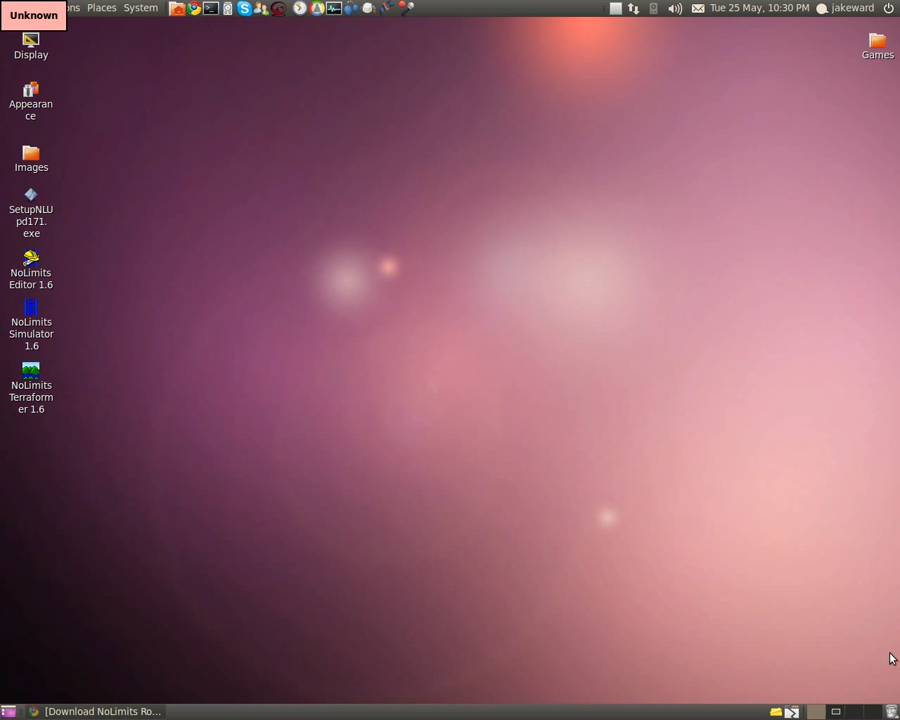 Unknown
ons Places System
Tue 25 May, 10:30 PM jakeward
Display
Appearan
ce
Images
SetupNLU
pd171.
exe
NoLimits
Editor 1.6
NoLimits
Simulator
1.6
NoLimits
Terraform
er 1.6
Games
[Download NoLimits Ro...